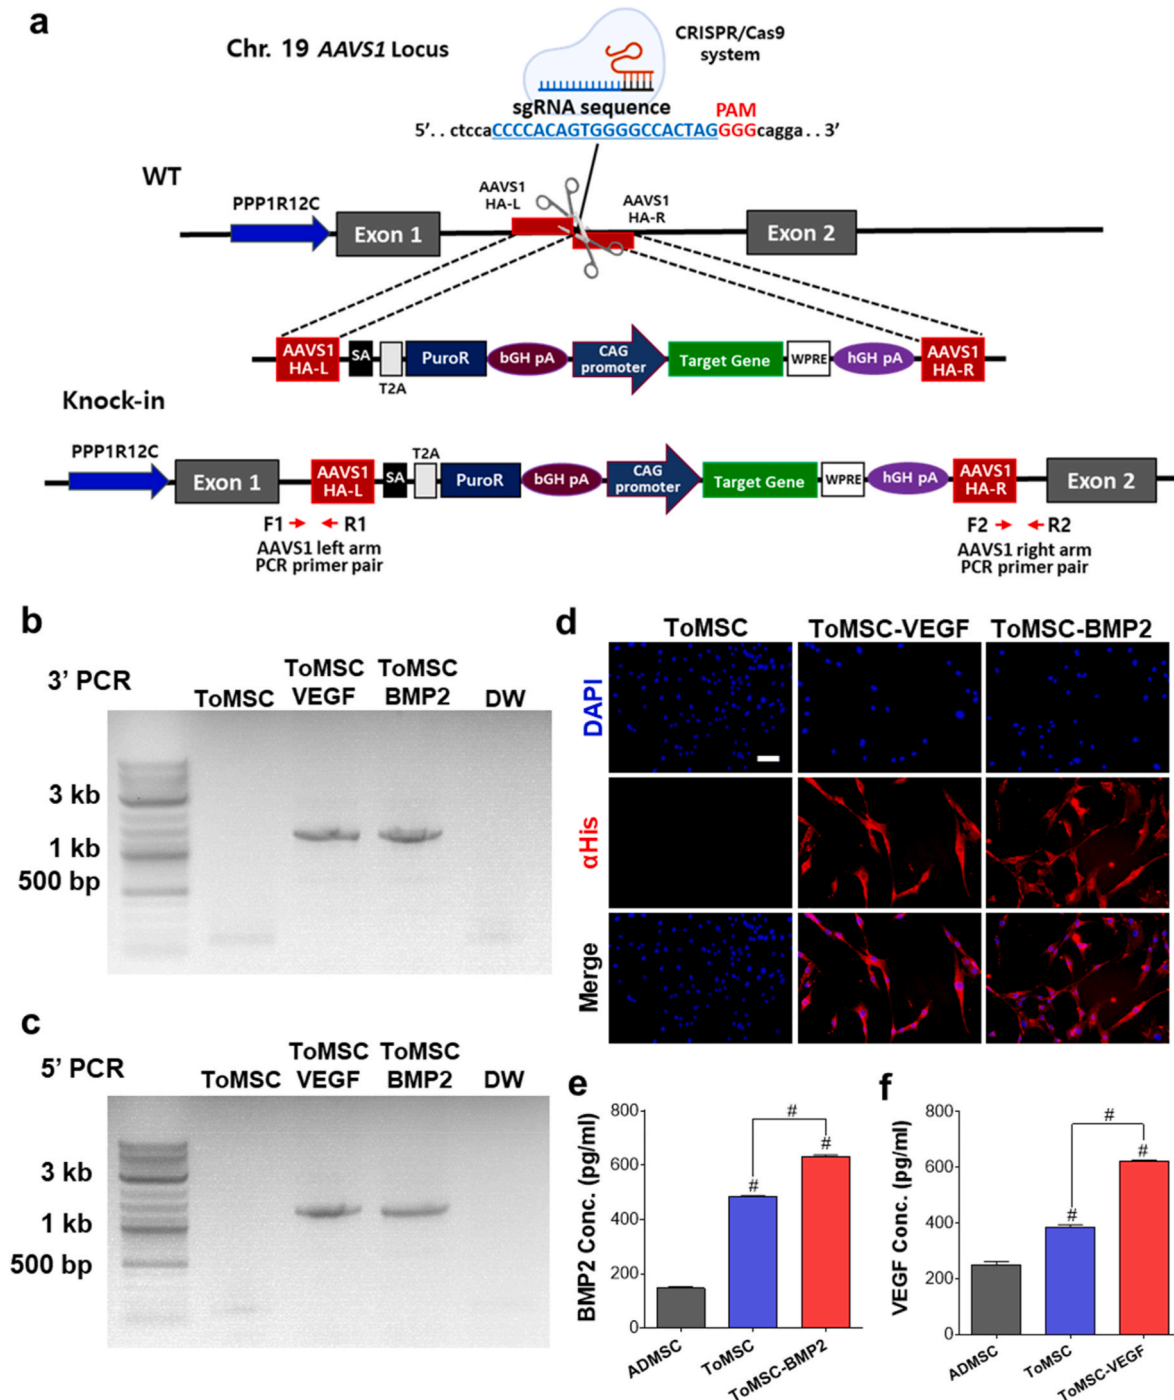 a
Chr. 19 AAVS1 Locus
CRISPR/Cas9
system
sgRNA sequence
PAM
5'. . ctccaCCCCACAGTGGGGCCACTAGGGGcagga. . 3'
WT
PPP1R12C
Exon 1
AAVS1
HA-L
AAVS1
HA-R
Exon 2
AAVS1
HA-L
SA
T2A
PuroR
bGH pA
CAG
promoter
Target Gene
WPRE
hGH pA
AAVS1
HA-R
Knock-in
PPP1R12C
Exon 1
AAVS1
HA-L
SA
T2A
PuroR
bGH pA
CAG
promoter
Target Gene
WPRE
hGH pA
AAVS1
HA-R
Exon 2
F1 R1
AAVS1 left arm
PCR primer pair
F2 R2
AAVS1 right arm
PCR primer pair
b
3' PCR
ToMSC
ToMSC
VEGF
ToMSC
BMP2
DW
3 kb
1 kb
500 bp
c
5' PCR
ToMSC
ToMSC
VEGF
ToMSC
BMP2
DW
3 kb
1 kb
500 bp
d
ToMSC
ToMSC-VEGF
ToMSC-BMP2
DAPI
αHis
Merge
e
BMP2 Conc. (pg/ml)
800
600
400
200
0
#
#
#
ADMSC
ToMSC
ToMSC-BMP2
f
VEGF Conc. (pg/ml)
800
600
400
200
0
#
#
#
ADMSC
ToMSC
ToMSC-VEGF